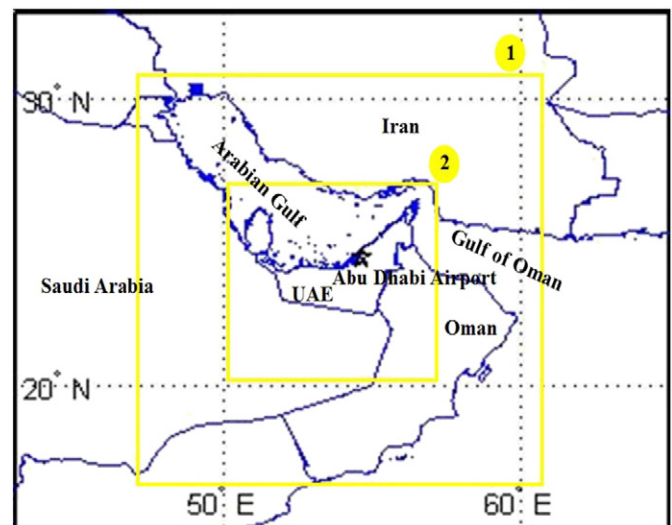 1
30° N
Iran
Arabian Gulf
2
Gulf of Oman
Saudi Arabia
Abu Dhabi Airport
UAE
Oman
20° N
50° E
60° E